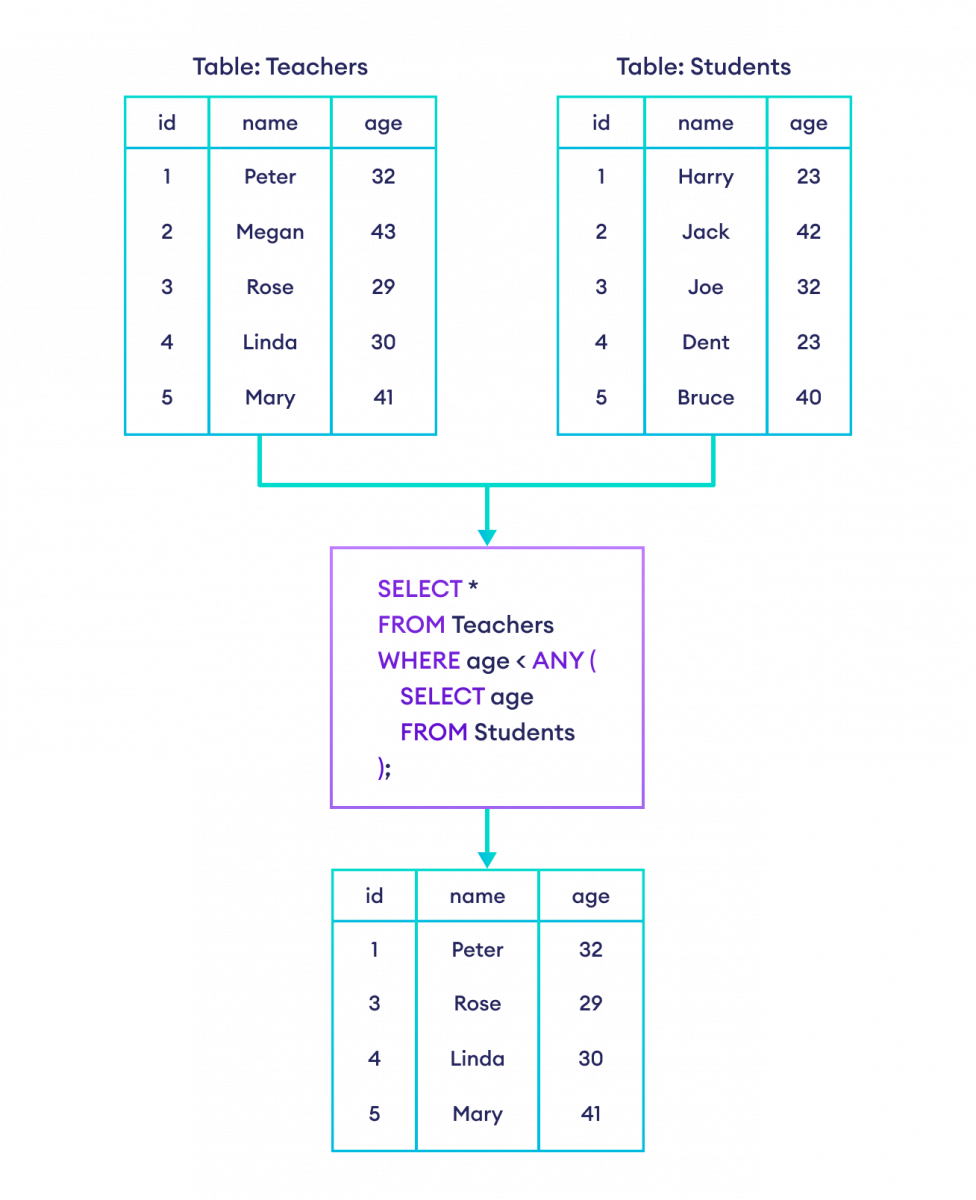 Table: Teachers
id name age
1 Peter 32
2 Megan 43
3 Rose 29
4 Linda 30
5 Mary 41
Table: Students
id name age
1 Harry 23
2 Jack 42
3 Joe 32
4 Dent 23
5 Bruce 40
SELECT *
FROM Teachers
WHERE age < ANY (
SELECT age
FROM Students
);
id name age
1 Peter 32
3 Rose 29
4 Linda 30
5 Mary 41